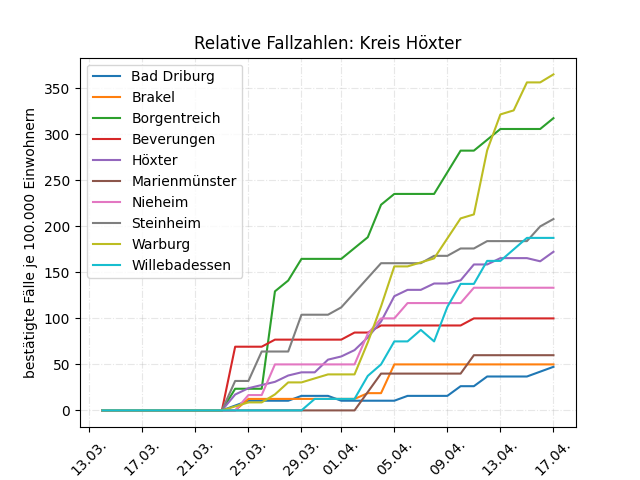 Relative Fallzahlen: Kreis Höxter
bestätigte Fälle je 100.000 Einwohnern
350
300
250
200
150
100
50
0
Bad Driburg
Brakel
Borgentreich
Beverungen
Höxter
Marienmünster
Nieheim
Steinheim
Warburg
Willebadessen
13.03.
17.03.
21.03.
25.03.
29.03.
01.04.
05.04.
09.04.
13.04.
17.04.